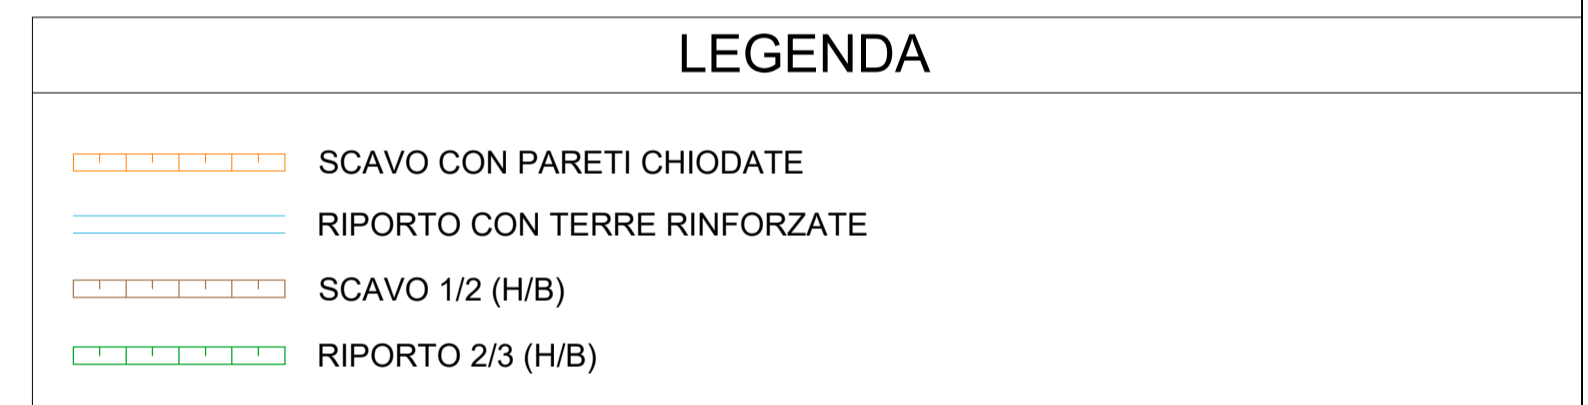 LEGENDA
SCAVO CON PARETI CHIODATE
RIPORTO CON TERRE RINFORZATE
SCAVO 1/2 (H/B)
RIPORTO 2/3 (H/B)